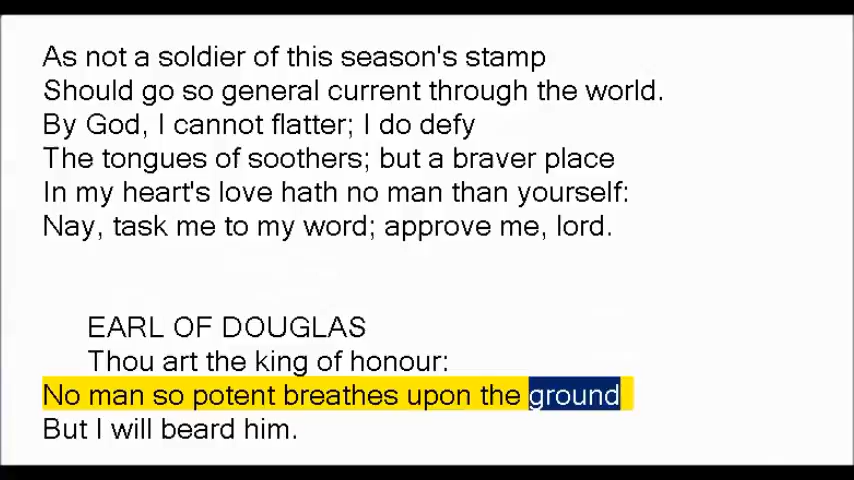 As not a soldier of this season's stamp
Should go so general current through the world.
By God, I cannot flatter; I do defy
The tongues of soothers; but a braver place
In my heart's love hath no man than yourself:
Nay, task me to my word; approve me, lord.
EARL OF DOUGLAS
Thou art the king of honour:
No man so potent breathes upon the ground
But I will beard him.